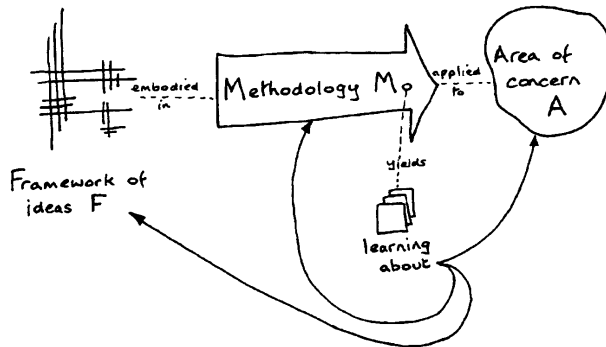 Framework of
ideas F
embodied
in
Methodology M
applied
to
Area of
concern
A
yields
learning
about